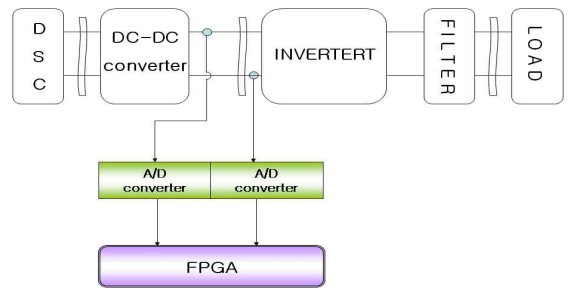 D
S
C
DC-DC
converter
INVERTERT
FILTER
LOAD
A/D
converter
A/D
converter
FPGA